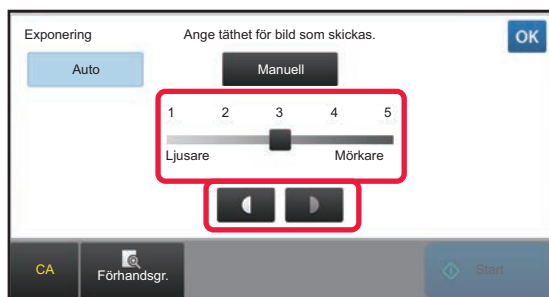 Exponering
Ange täthet för bild som skickas.
OK
Auto
Manuell
1 2 3 4 5
Ljusare Mörkare
CA
Förhandsgr.
Start